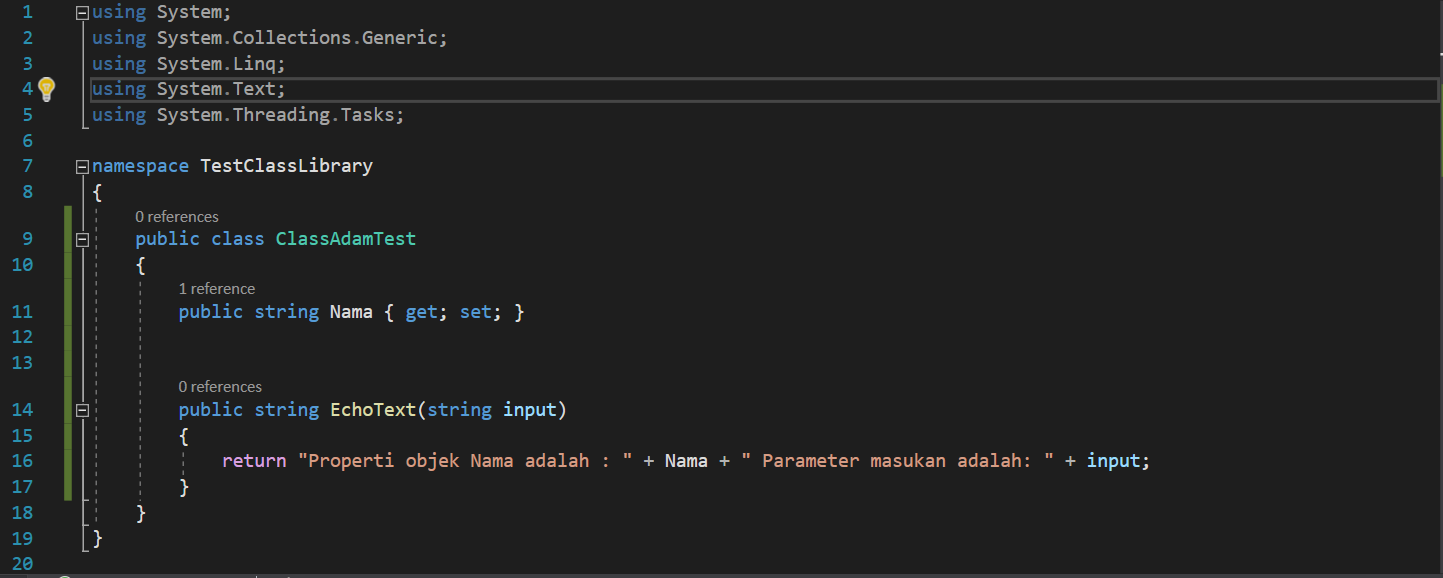 1 using System;
2 using System.Collections.Generic;
3 using System.Linq;
4 using System.Text;
5 using System.Threading.Tasks;
6
7 namespace TestClassLibrary
8 {
0 references
9 public class ClassAdamTest
10 {
1 reference
11 public string Nama { get; set; }
12
13
0 references
14 public string EchoText(string input)
15 {
16 return "Properti objek Nama adalah : " + Nama + " Parameter masukan adalah: " + input;
17 }
18 }
19 }
20